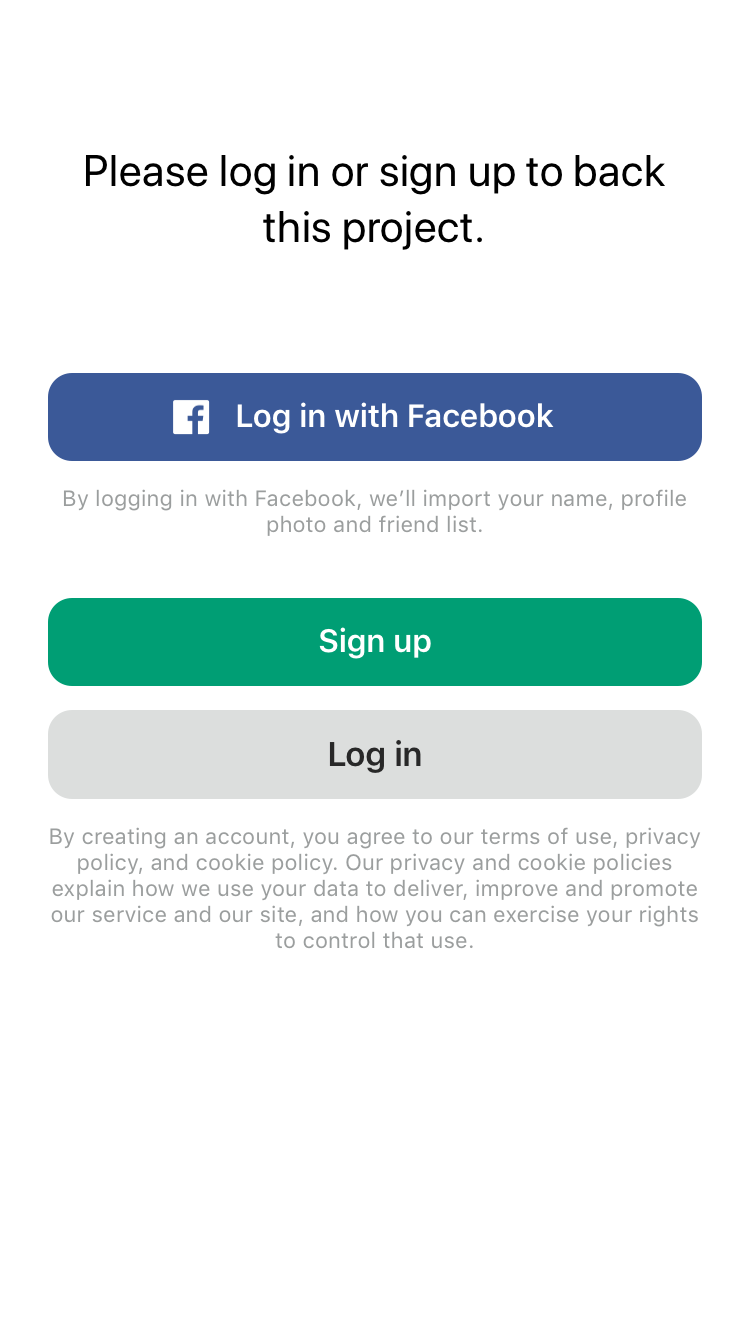 Please log in or sign up to back
this project.
Log in with Facebook
By logging in with Facebook, we’ll import your name, profile
photo and friend list.
Sign up
Log in
By creating an account, you agree to our terms of use, privacy
policy, and cookie policy. Our privacy and cookie policies
explain how we use your data to deliver, improve and promote
our service and our site, and how you can exercise your rights
to control that use.